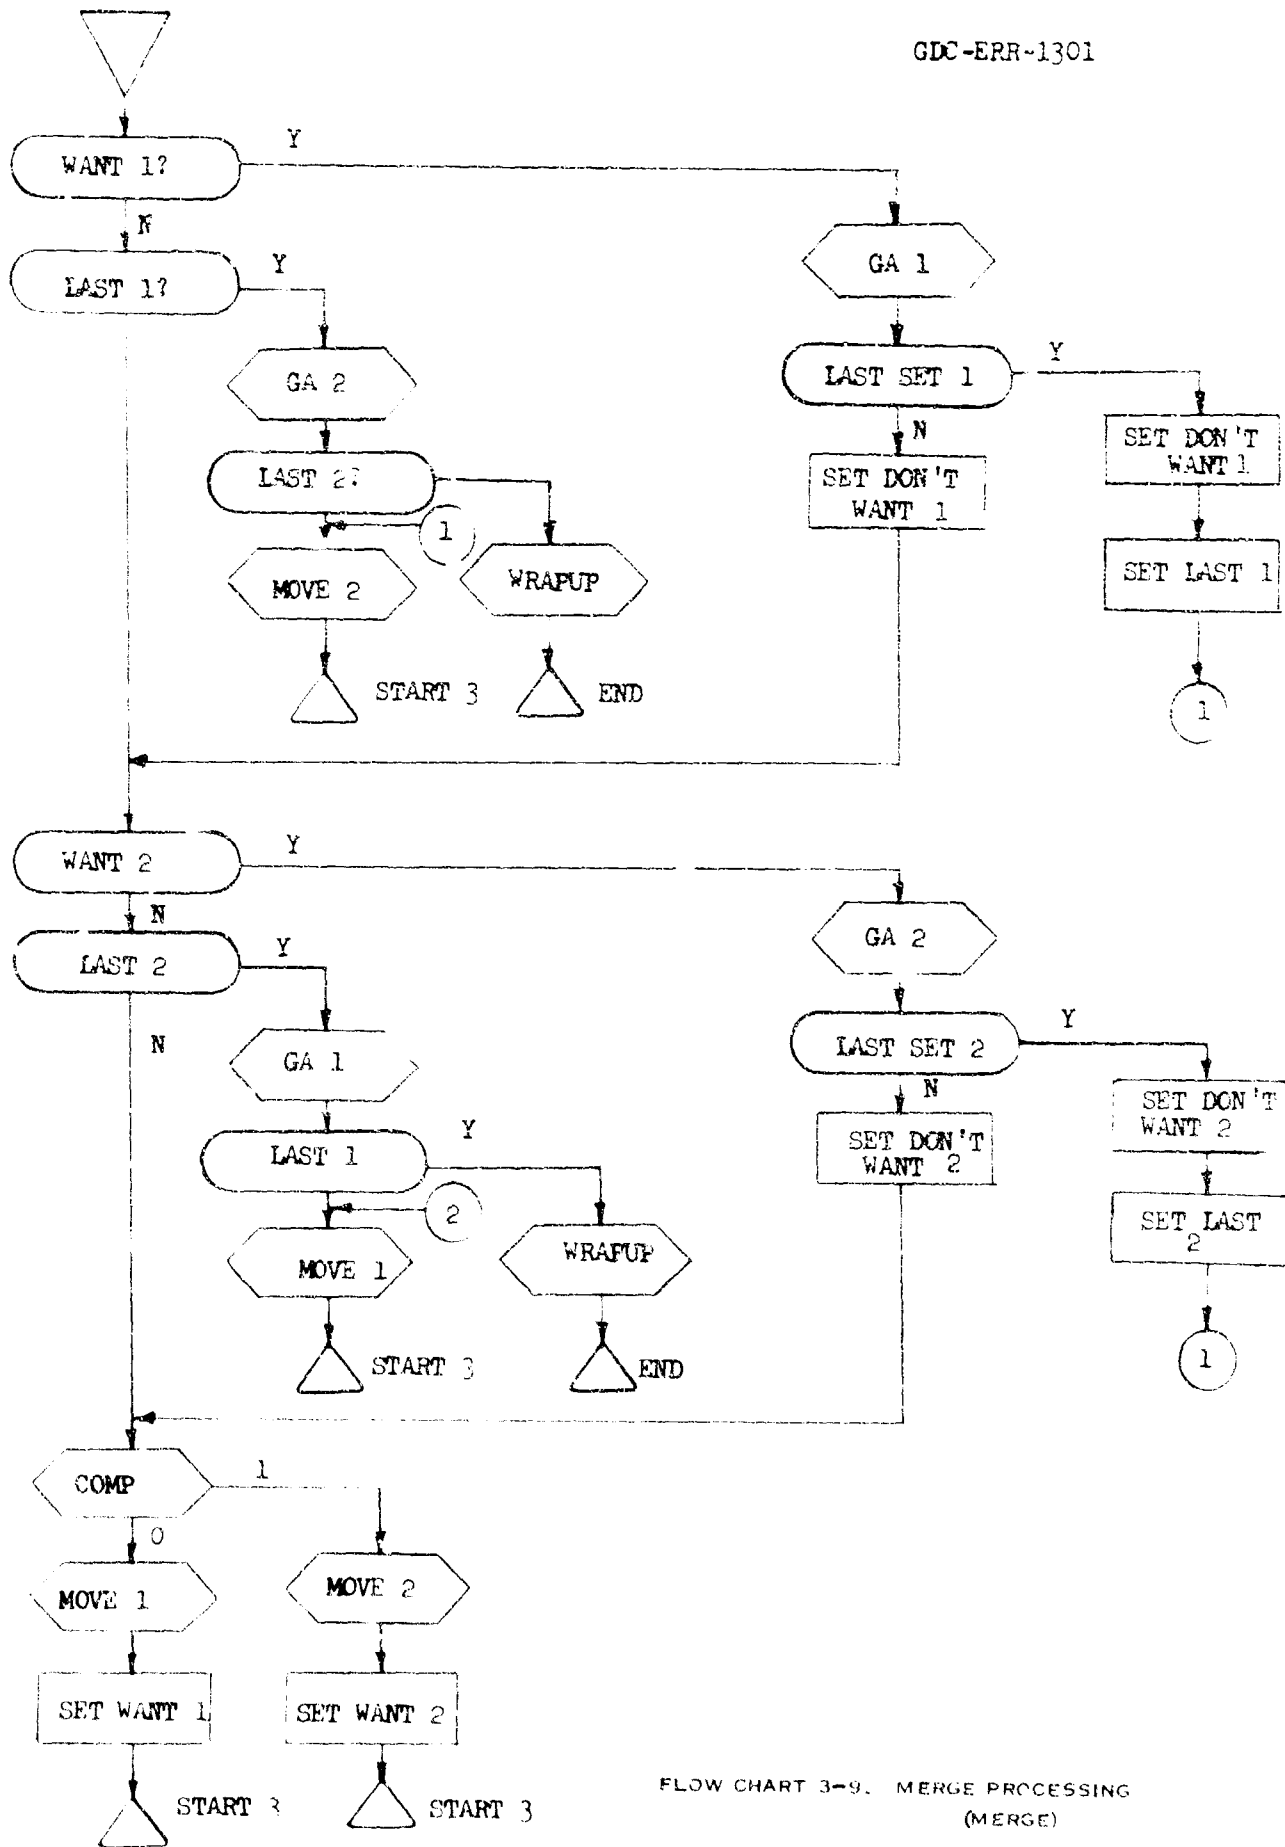 GDC-ERR-1301
Y
WANT 1?
N
Y
LAST 1?
GA 1
GA 2
Y
LAST SET 1
N
SET DON'T
WANT 1
SET DON'T
WANT 1
LAST 2?
1
SET LAST 1
MOVE 2
WRAPUP
START 3
END
1
Y
WANT 2
N
Y
LAST 2
GA 2
N
Y
LAST SET 2
GA 1
N
SET DON'T
WANT 2
SET DON'T
WANT 2
Y
LAST 1
2
SET LAST
2
MOVE 1
WRAPUP
START 3
END
1
COMP
1
0
MOVE 1
MOVE 2
SET WANT 1
SET WANT 2
START 3
START 3
FLOW CHART 3-9. MERGE PROCESSING
(MERGE)